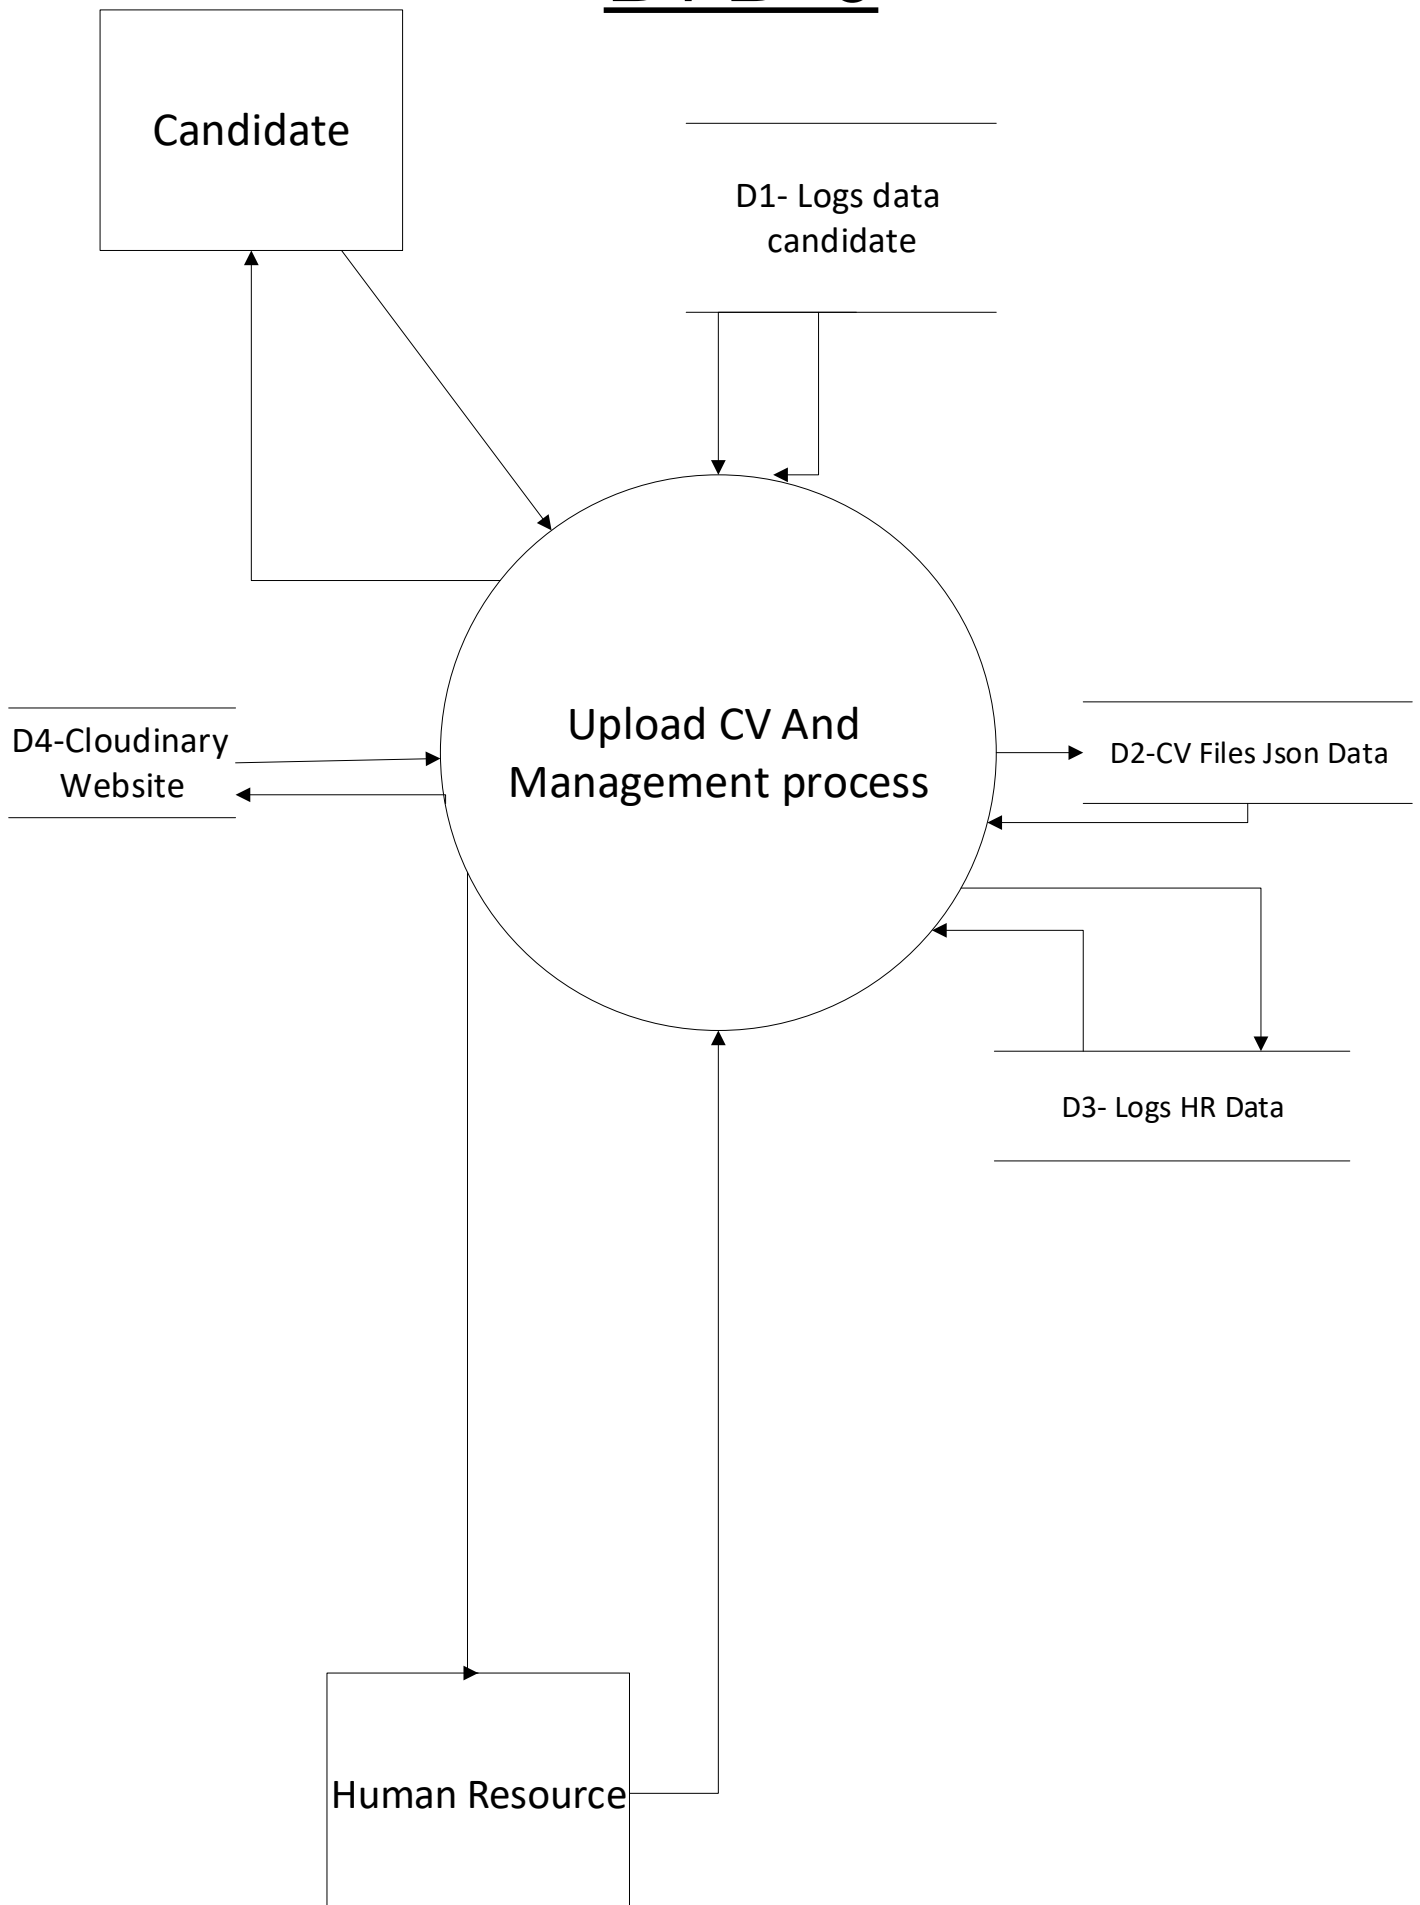 Candidate
D1- Logs data
candidate
Upload CV And
Management process
D4-Cloudinary
Website
D2-CV Files Json Data
D3- Logs HR Data
Human Resource